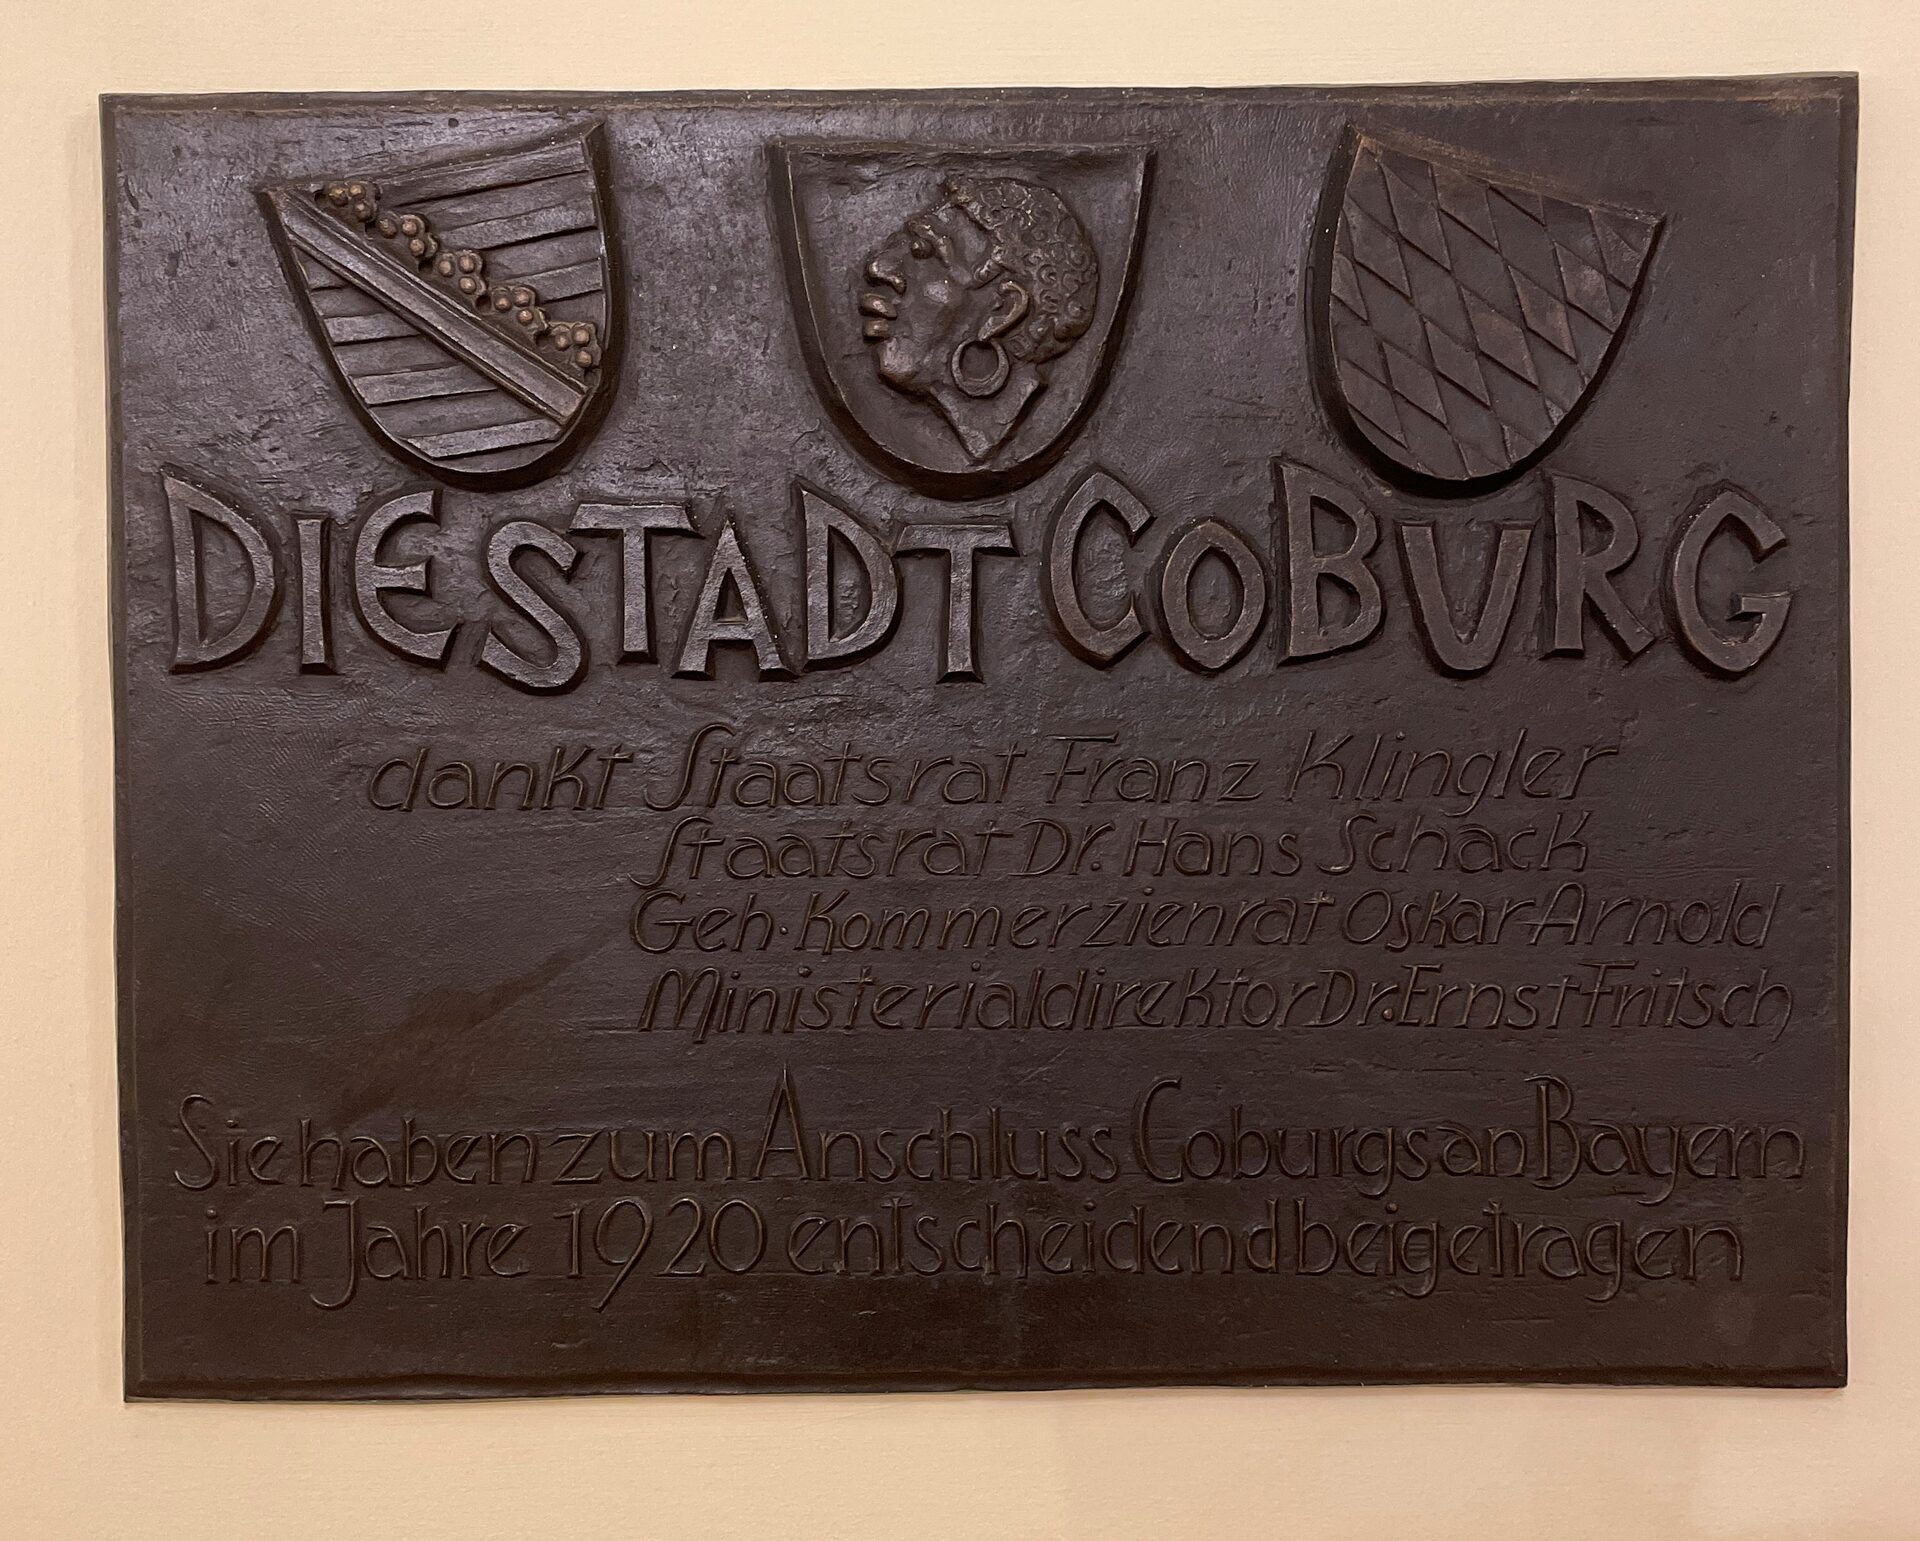 DIE STADT COBURG
dankt Staatsrat Franz Klingler
Staatsrat Dr. Hans Schack
Geh. Kommerzienrat Oskar Arnold
Ministerialdirektor Dr. Ernst Fritsch
Sie haben zum Anschluss Coburgs an Bayern
im Jahre 1920 entscheidend beigetragen